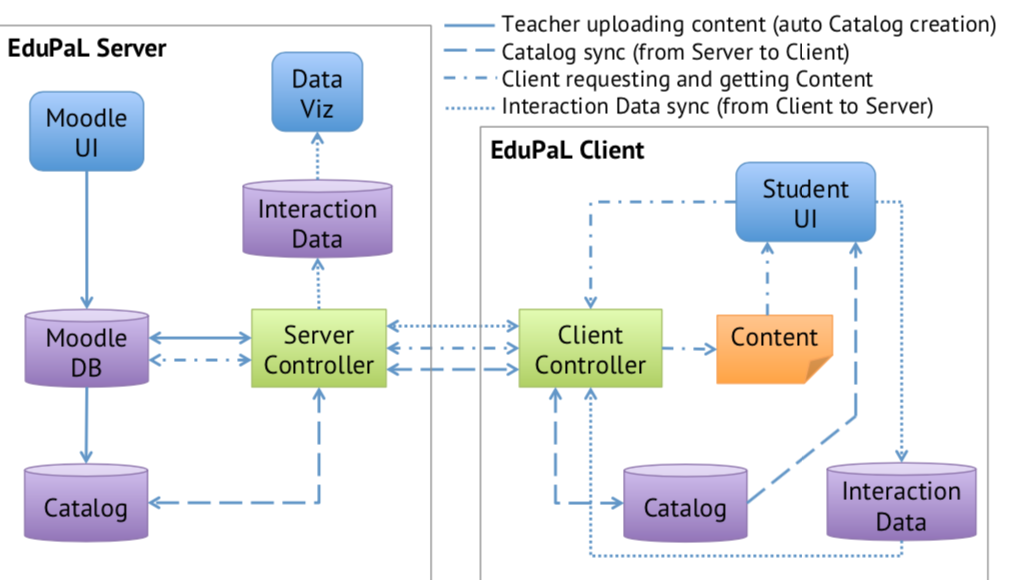 Teacher uploading content (auto Catalog creation)
Catalog sync (from Server to Client)
Client requesting and getting Content
Interaction Data sync (from Client to Server)
EduPaL Server
Data
Viz
Moodle
UI
Interaction
Data
Moodle
DB
Server
Controller
Catalog
EduPaL Client
Student
UI
Client
Controller
Content
Catalog
Interaction
Data